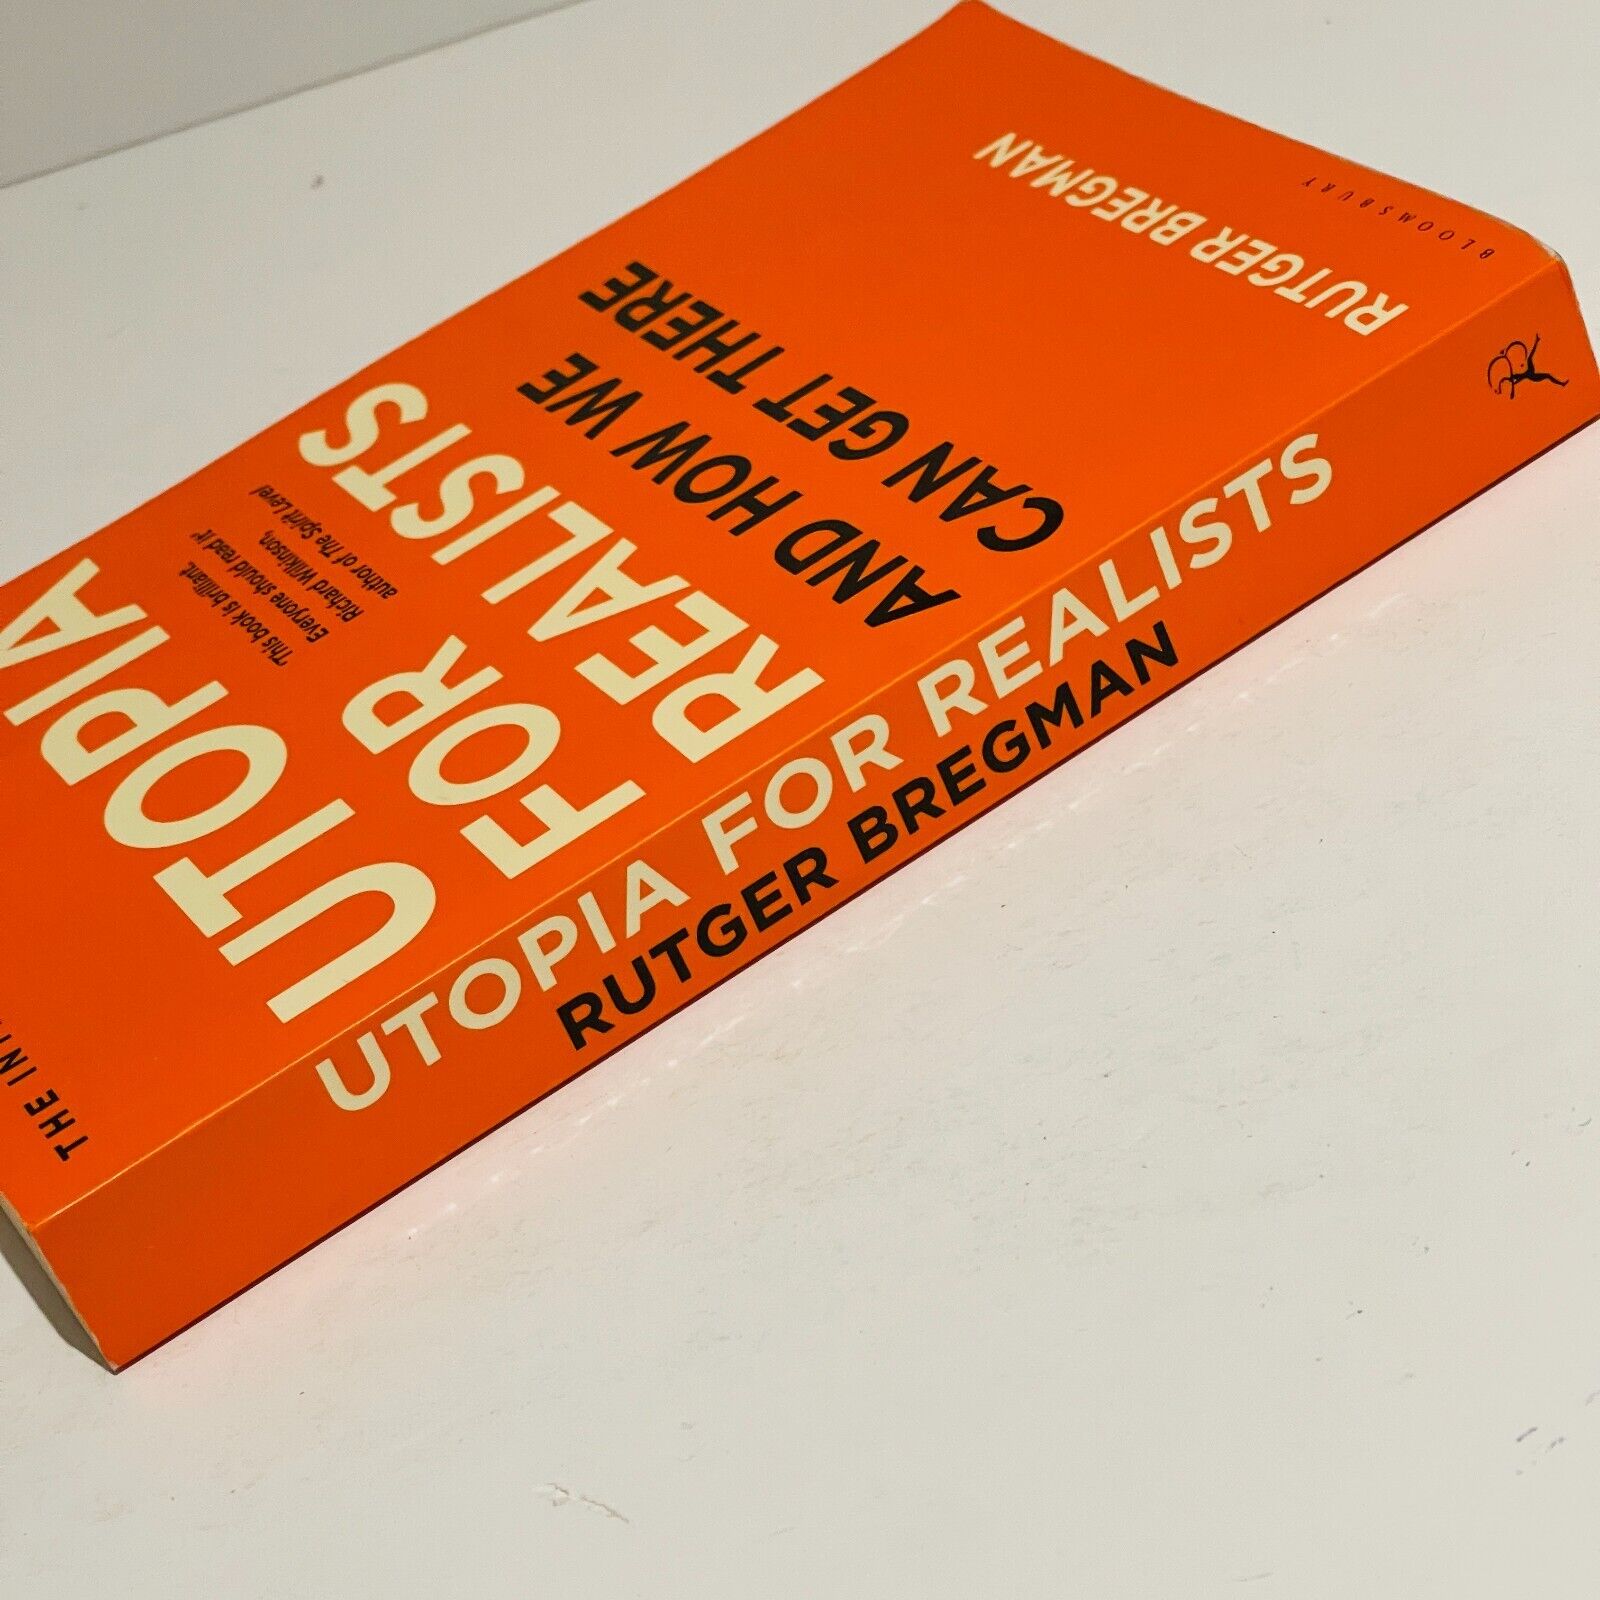 THE
UTOPIA
FOR
REALISTS
'This book is brilliant.
Everyone should read it'
Richard Wilkinson,
author of The Spirit Level
AND HOW WE
CAN GET THERE
RUTGER BREGMAN
BLOOMSBURY
UTOPIA FOR REALISTS
RUTGER BREGMAN